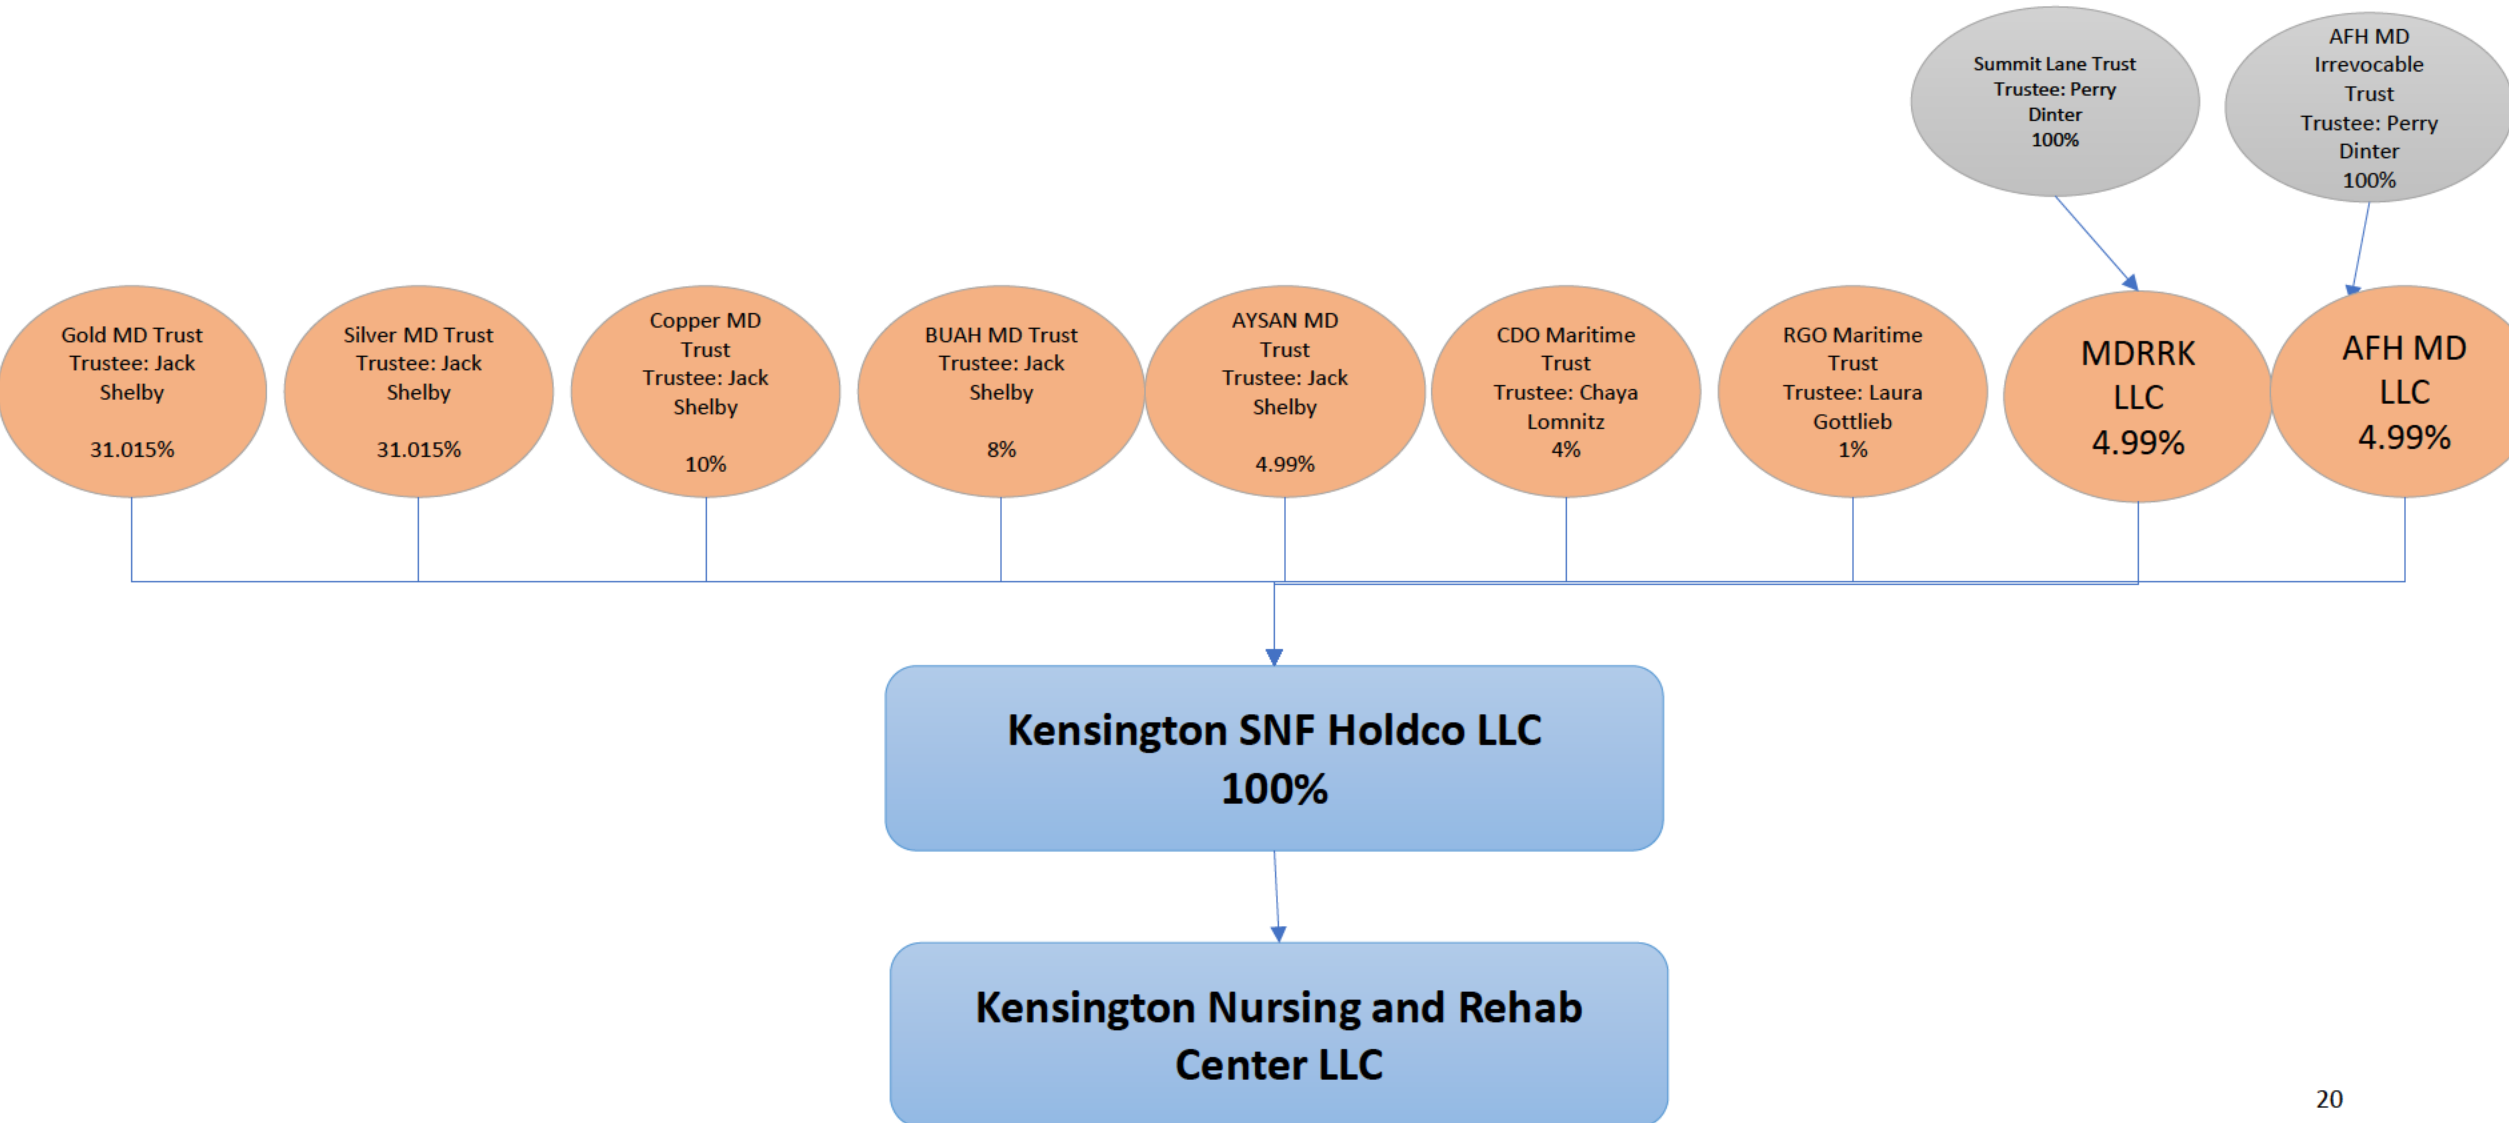 Summit Lane Trust
Trustee: Perry
Dinter
100%
AFH MD
Irrevocable
Trust
Trustee: Perry
Dinter
100%
Gold MD Trust
Trustee: Jack
Shelby
31.015%
Silver MD Trust
Trustee: Jack
Shelby
31.015%
Copper MD
Trust
Trustee: Jack
Shelby
10%
BUAH MD Trust
Trustee: Jack
Shelby
8%
AYSAN MD
Trust
Trustee: Jack
Shelby
4.99%
CDO Maritime
Trust
Trustee: Chaya
Lomnitz
4%
RGO Maritime
Trust
Trustee: Laura
Gottlieb
1%
MDRRK
LLC
4.99%
AFH MD
LLC
4.99%
Kensington SNF Holdco LLC
100%
Kensington Nursing and Rehab
Center LLC
20